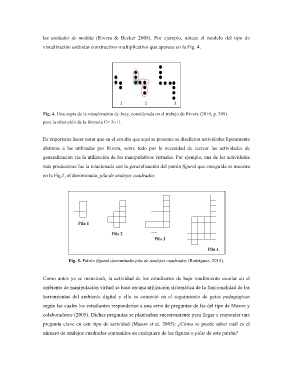 las unidades de medida (Rivera & Becker 2008). Por ejemplo, nótese el modelo del tipo de
visualización estándar constructivo-multiplicativo que aparece en la Fig. 4.
1 2 3
Fig. 4. Una copia de la visualización de Jury, considerada en el trabajo de Rivera (2010, p. 309)
para la obtención de la fórmula
Es importante hacer notar que en el estudio que aquí se presenta se diseñaron actividades ligeramente
distintas a las utilizadas por Rivera, sobre todo por la necesidad de recrear las actividades de
generalización vía la utilización de los manipulativos virtuales. Por ejemplo, una de las actividades
más productivas fue la relacionada con la generalización del patrón figural que enseguida se muestra
en la Fig. 5, el denominado, pila de azulejos cuadrados.
Pila 1
Pila 2
Pila 3
Pila 4
Fig. 5. Patrón figural denominado pila de azulejos cuadrados (Rodríguez, 2015).
Como antes ya se mencionó, la actividad de los estudiantes de bajo rendimiento escolar en el
ambiente de manipulación virtual se basa en una utilización sistemática de la funcionalidad de las
herramientas del ambiente digital y ello se concretó en el seguimiento de pistas pedagógicas
según las cuales los estudiantes respondieron a una serie de preguntas de las del tipo de Mason y
colaboradores (2005). Dichas preguntas se planteaban sucesivamente para llegar a responder una
pregunta clave en este tipo de actividad (Mason et al. 2005): ¿Cómo se puede saber cuál es el
número de azulejos cuadrados contenidos en cualquiera de las figuras o pilas de este patrón?